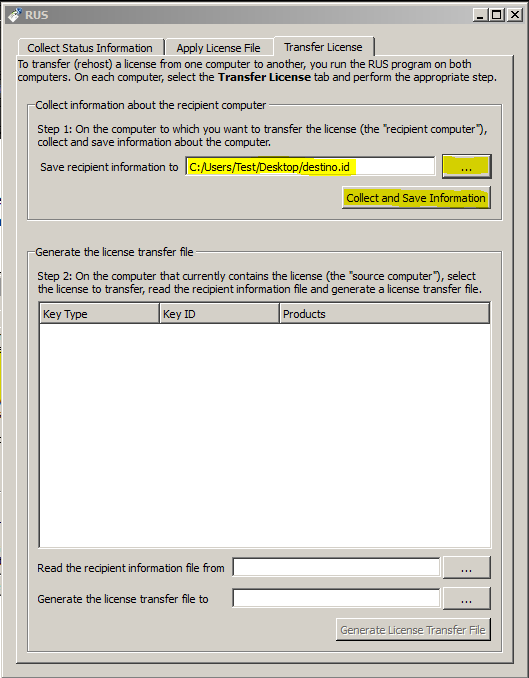 RUS
Collect Status Information
Apply License File
Transfer License
To transfer (rehost) a license from one computer to another, you run the RUS program on both
computers. On each computer, select the Transfer License tab and perform the appropriate step.
Collect information about the recipient computer
Step 1: On the computer to which you want to transfer the license (the "recipient computer"),
collect and save information about the computer.
Save recipient information to C:/Users/Test/Desktop/destino.id ...
Collect and Save Information
Generate the license transfer file
Step 2: On the computer that currently contains the license (the "source computer"), select
the license to transfer, read the recipient information file and generate a license transfer file.
Key Type Key ID Products
Read the recipient information file from ...
Generate the license transfer file to ...
Generate License Transfer File